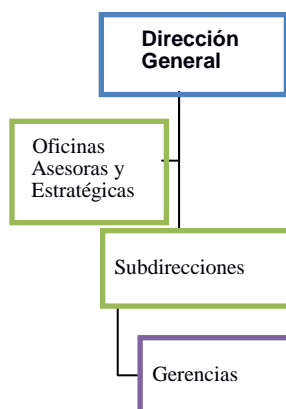 Dirección
General
Oficinas
Asesoras y
Estratégicas
Subdirecciones
Gerencias